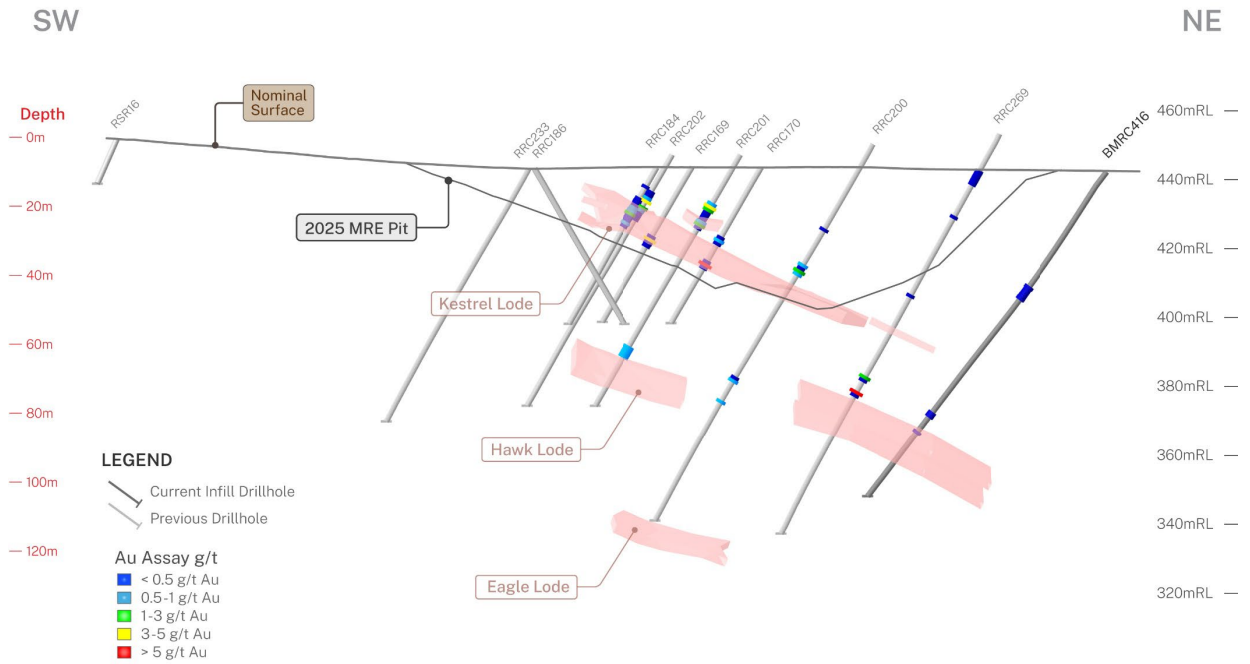 SW
NE
Depth
0m
20m
40m
60m
80m
100m
120m
460mRL
440mRL
420mRL
400mRL
380mRL
360mRL
340mRL
320mRL
Nominal
Surface
2025 MRE Pit
RSR16
RRC233
RRC186
RRC184
RRC202
RRC169
RRC201
RRC170
RRC200
RRC269
BMRC416
Kestrel Lode
Hawk Lode
Eagle Lode
LEGEND
Current Infill Drillhole
Previous Drillhole
Au Assay g/t
< 0.5 g/t Au
0.5-1 g/t Au
1-3 g/t Au
3-5 g/t Au
> 5 g/t Au